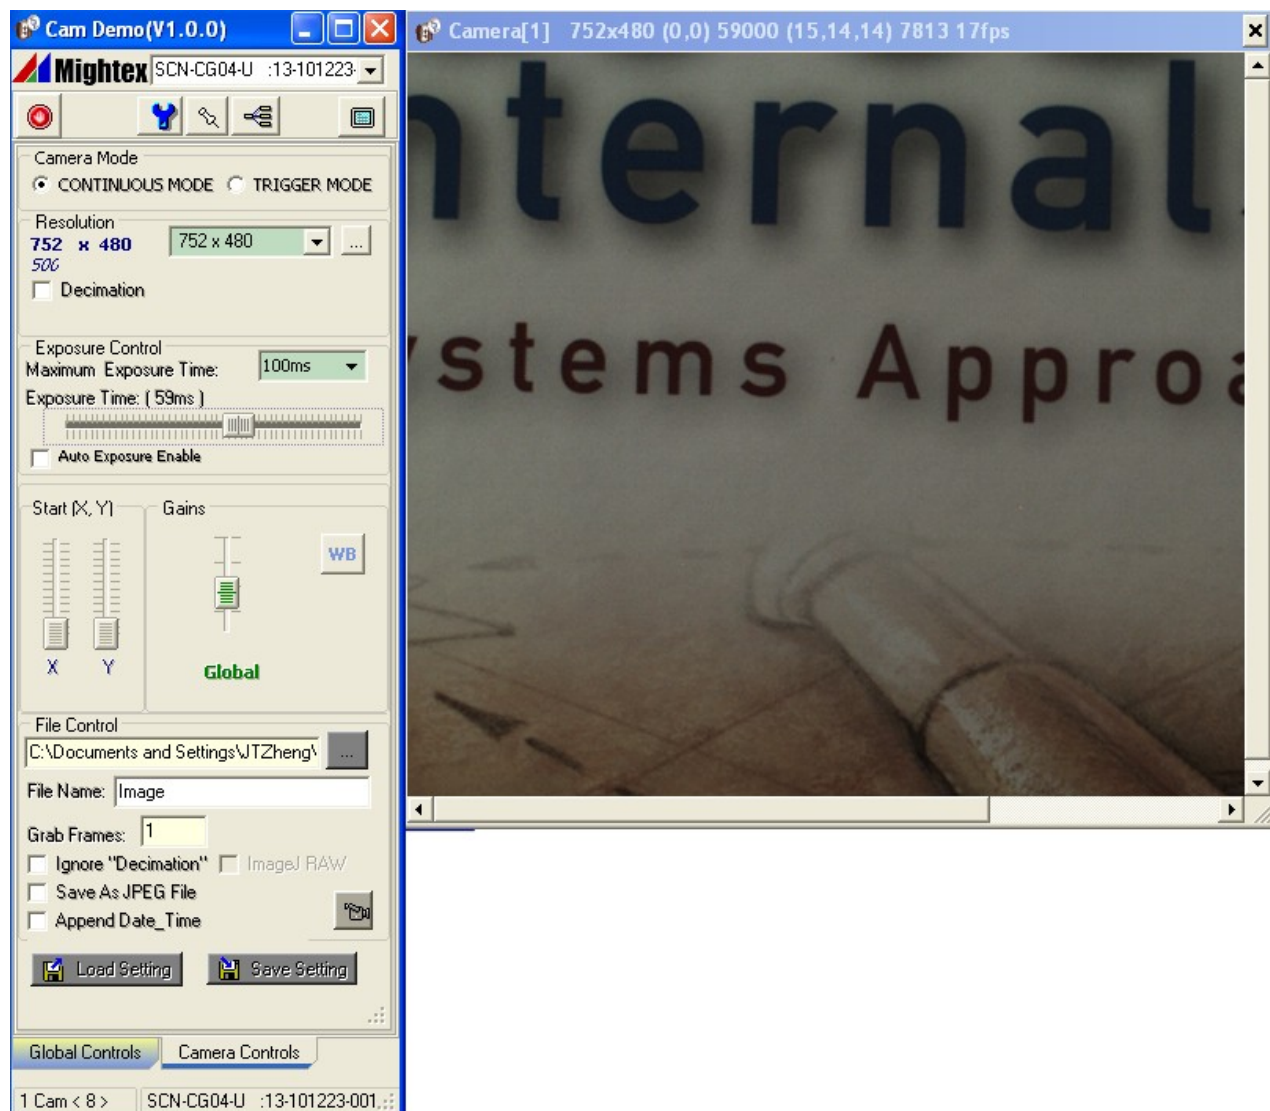 Cam Demo(V1.0.0)
Mightex SCN-CG04-U :13-101223-
Camera Mode
CONTINUOUS MODE TRIGGER MODE
Resolution
752 x 480 752 x 480 ...
506
Decimation
Exposure Control
Maximum Exposure Time: 100ms
Exposure Time: ( 59ms )
Auto Exposure Enable
Start (X, Y) Gains
WB
X Y
Global
File Control
C:\Documents and Settings\JTZheng\ ...
File Name: Image
Grab Frames: 1
Ignore "Decimation" ImageJ RAW
Save As JPEG File
Append Date_Time
Load Setting Save Setting
Global Controls Camera Controls
1 Cam < 8 > SCN-CG04-U :13-101223-001
Camera[1] 752x480 (0,0) 59000 (15,14,14) 7813 17fps
nternal
ystems Approa